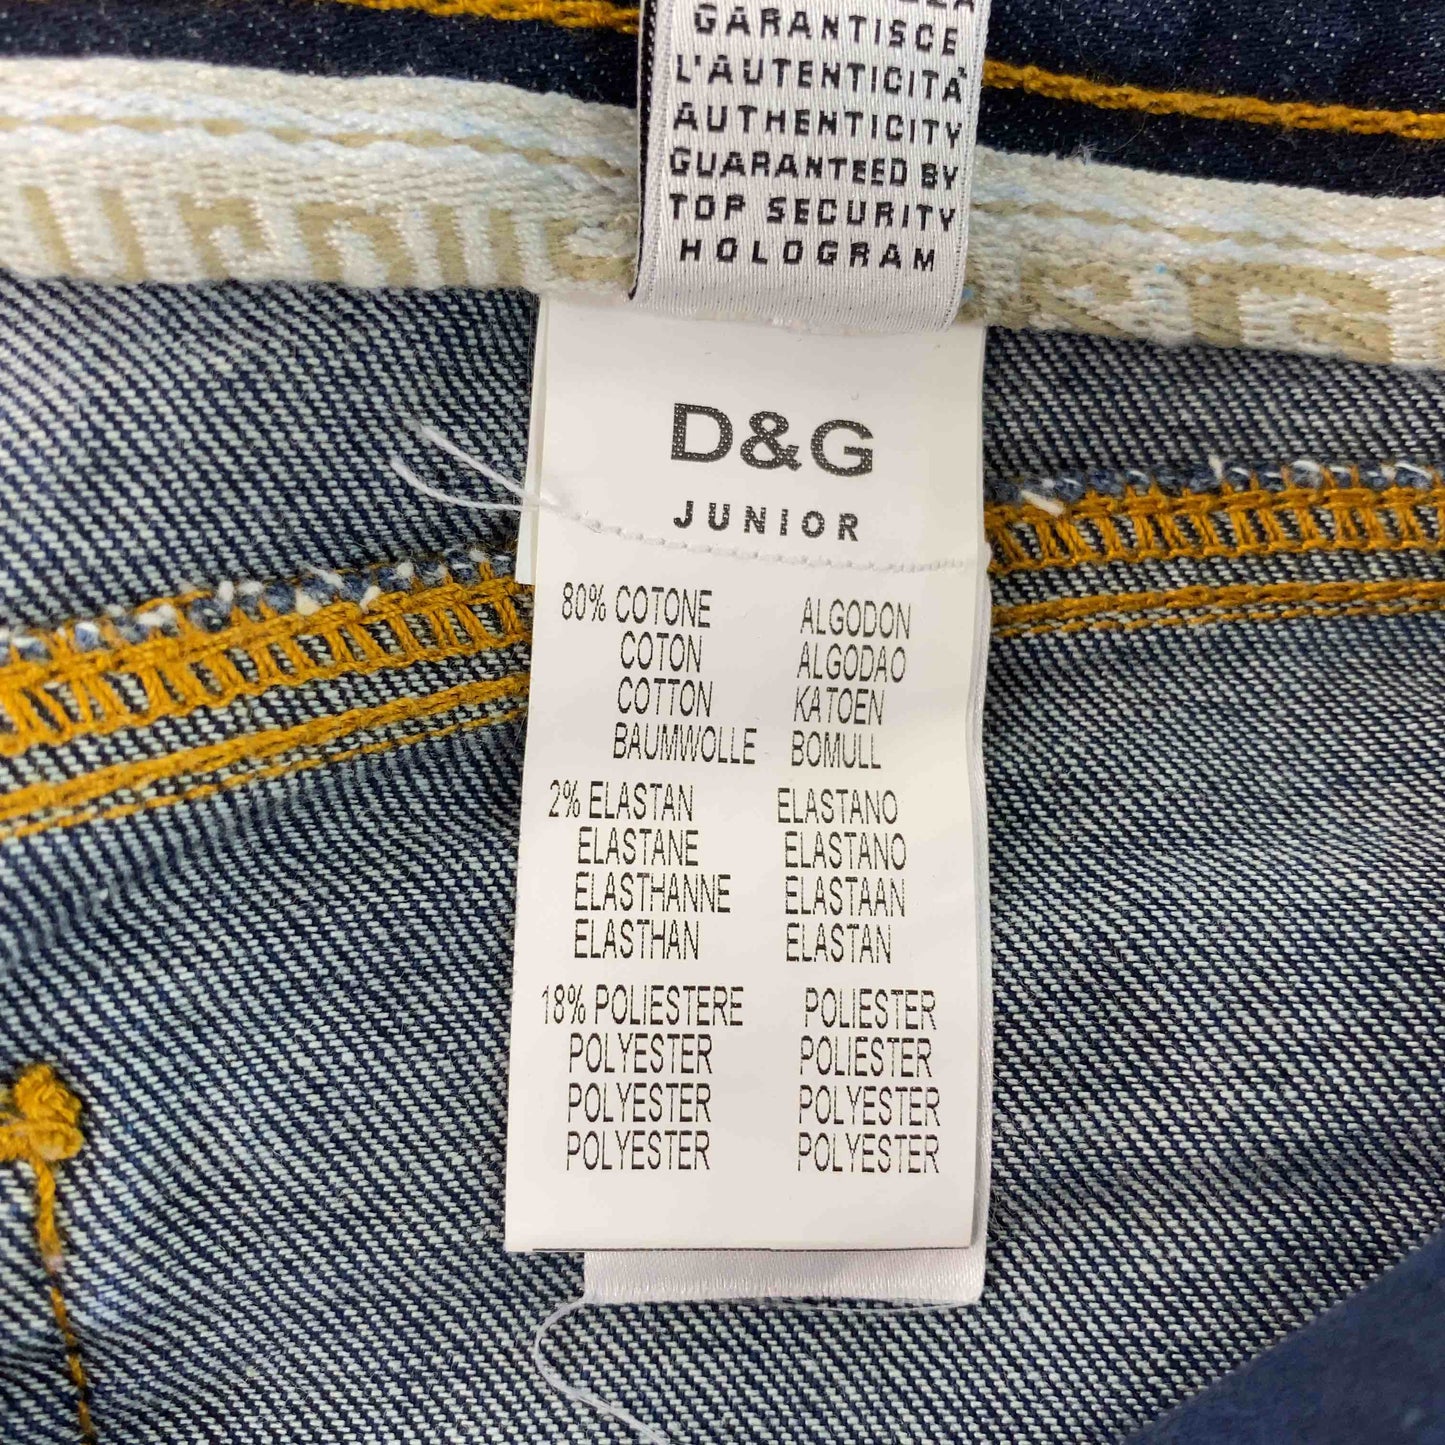 GARANTISCE
L'AUTENTICITÀ
AUTHENTICITY
GUARANTEED BY
TOP SECURITY
HOLOGRAM
D&G
JUNIOR
80% COTONE ALGODON
COTON ALGODAO
COTTON KATOEN
BAUMWOLLE BOMULL
2% ELASTAN ELASTANO
ELASTANE ELASTANO
ELASTHANNE ELASTAAN
ELASTHAN ELASTAN
18% POLIESTERE POLIESTER
POLYESTER POLIESTER
POLYESTER POLYESTER
POLYESTER POLYESTER